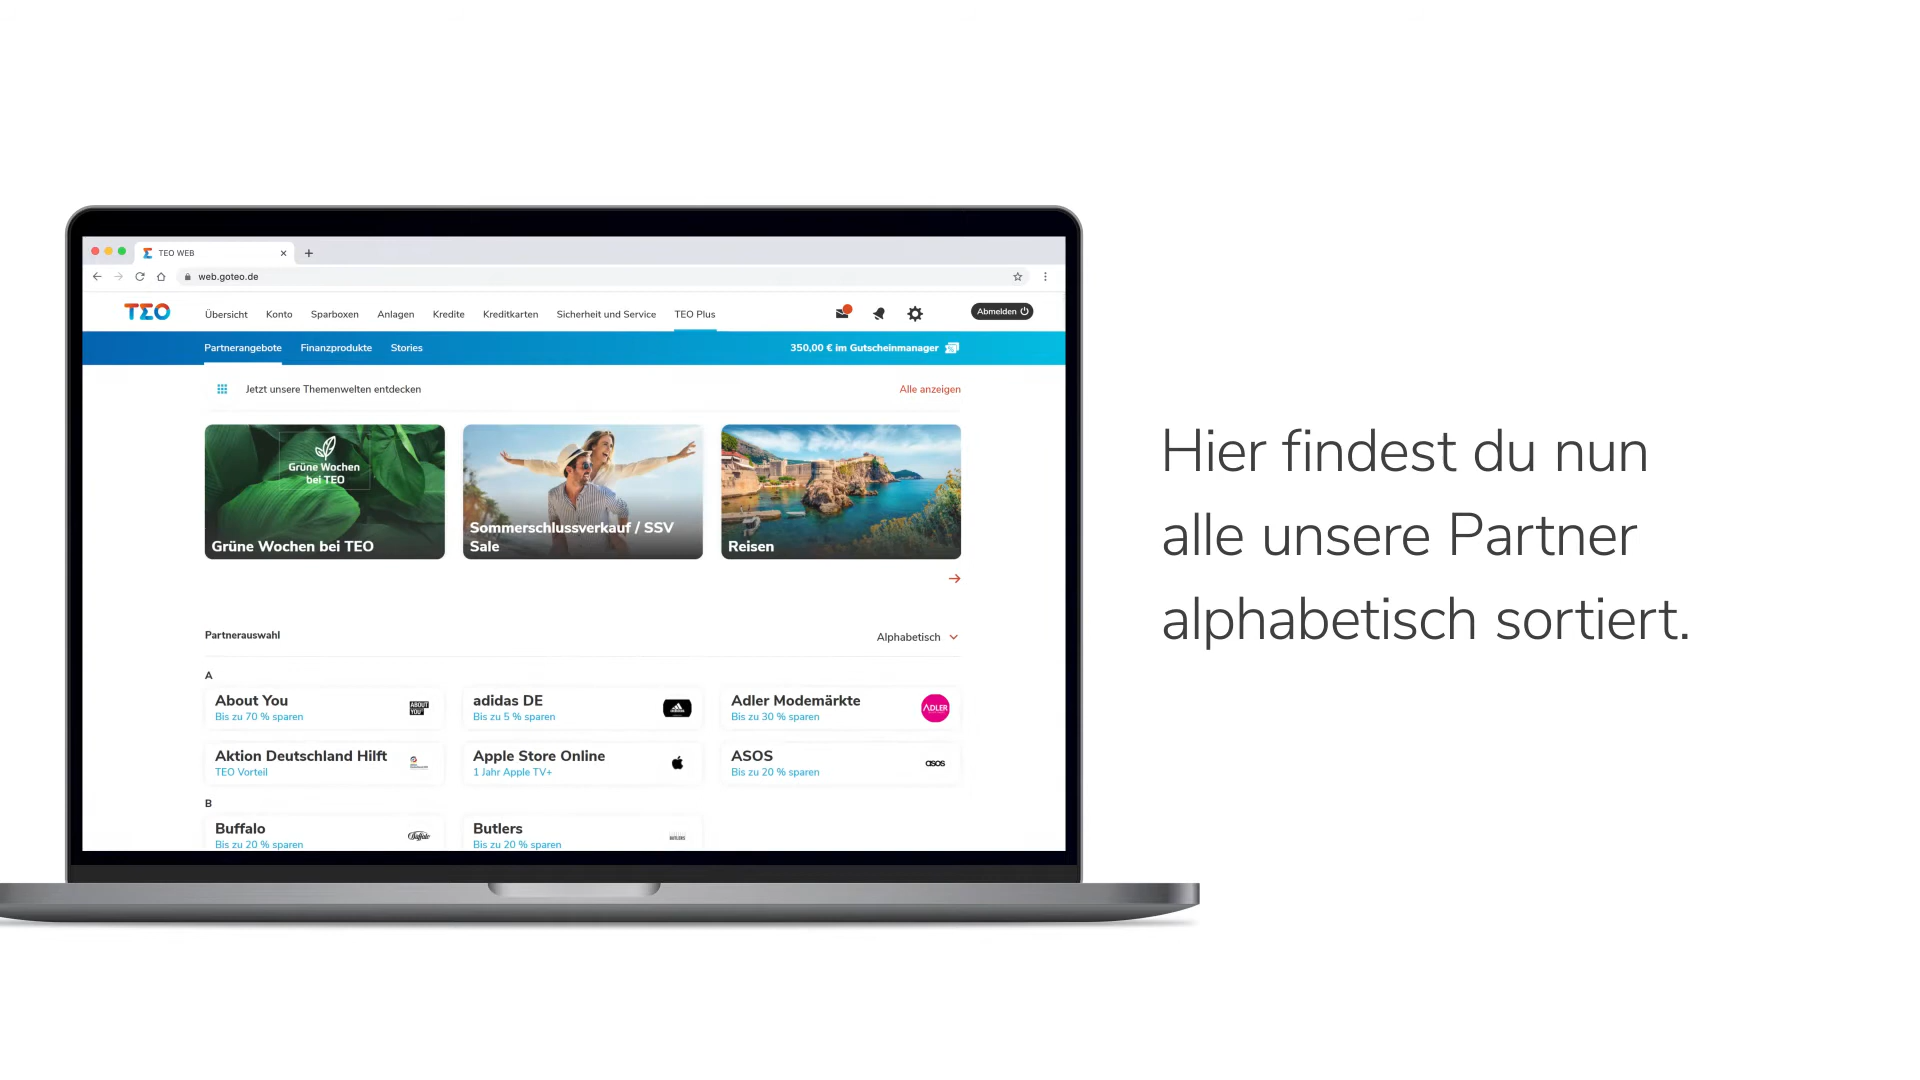 TEO WEB
web.goteo.de
TΣO
Übersicht Konto Sparboxen Anlagen Kredite Kreditkarten Sicherheit und Service TEO Plus
Abmelden
Partnerangebote Finanzprodukte Stories
350,00 € im Gutscheinmanager
Jetzt unsere Themenwelten entdecken
Alle anzeigen
Grüne Wochen
bei TEO
Grüne Wochen bei TEO
Sommerschlussverkauf / SSV
Sale
Reisen
Partnerauswahl
Alphabetisch
A
About You
Bis zu 70 % sparen
ABOUT
YOU
adidas DE
Bis zu 5 % sparen
Adler Modemärkte
Bis zu 30 % sparen
ADLER
Aktion Deutschland Hilft
TEO Vorteil
Apple Store Online
1 Jahr Apple TV+
ASOS
Bis zu 20 % sparen
asos
B
Buffalo
Bis zu 20 % sparen
Buffalo
Butlers
Bis zu 20 % sparen
BUTLERS
Hier findest du nun
alle unsere Partner
alphabetisch sortiert.